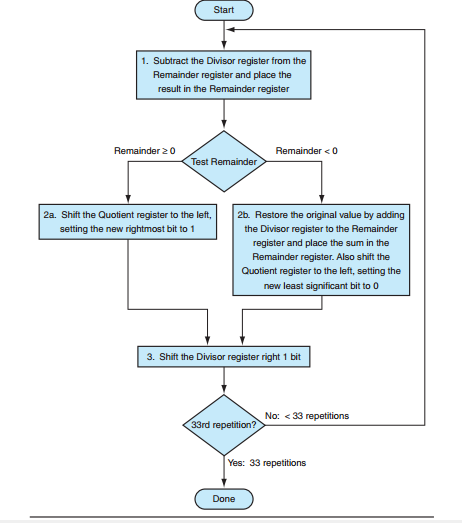 Start
1. Subtract the Divisor register from the
Remainder register and place the
result in the Remainder register
Remainder ≥ 0
Remainder < 0
Test Remainder
2a. Shift the Quotient register to the left,
setting the new rightmost bit to 1
2b. Restore the original value by adding
the Divisor register to the Remainder
register and place the sum in the
Remainder register. Also shift the
Quotient register to the left, setting the
new least significant bit to 0
3. Shift the Divisor register right 1 bit
33rd repetition?
No: < 33 repetitions
Yes: 33 repetitions
Done